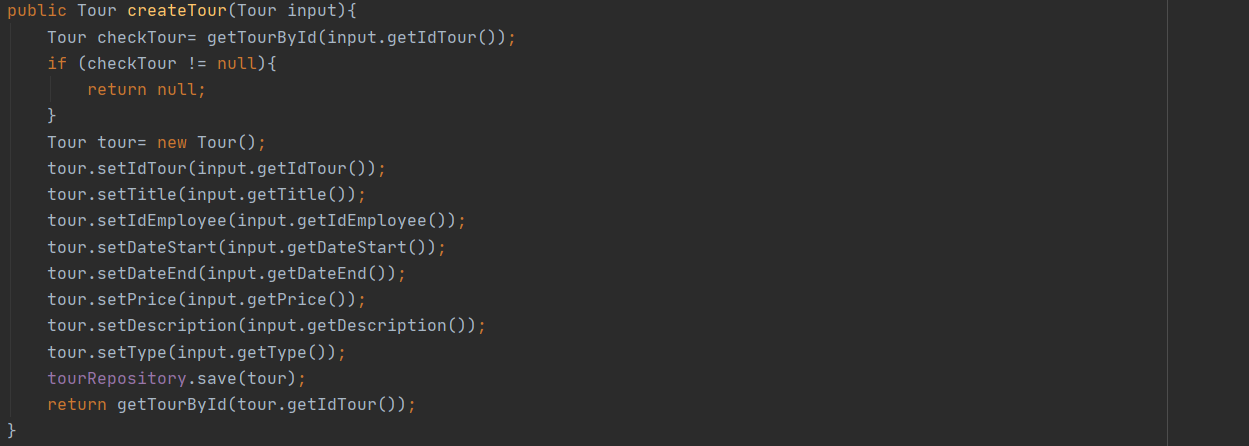 public Tour createTour(Tour input){
    Tour checkTour= getTourById(input.getIdTour());
    if (checkTour != null){
        return null;
    }
    Tour tour= new Tour();
    tour.setIdTour(input.getIdTour());
    tour.setTitle(input.getTitle());
    tour.setIdEmployee(input.getIdEmployee());
    tour.setDateStart(input.getDateStart());
    tour.setDateEnd(input.getDateEnd());
    tour.setPrice(input.getPrice());
    tour.setDescription(input.getDescription());
    tour.setType(input.getType());
    tourRepository.save(tour);
    return getTourById(tour.getIdTour());
}